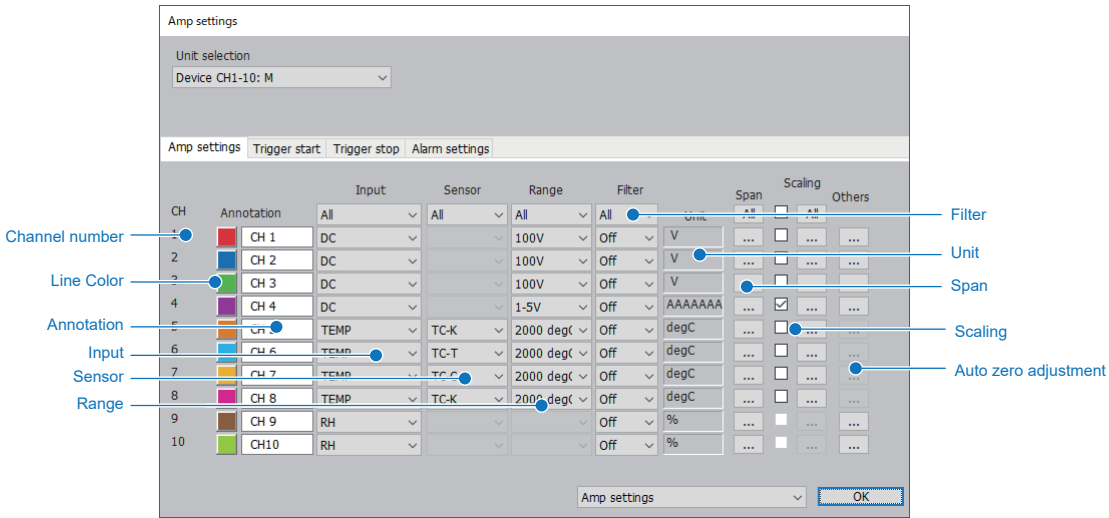 Amp settings
Unit selection
Device CH1-10: M
Amp settings Trigger start Trigger stop Alarm settings
Input Sensor Range Filter Span Scaling Others
CH Annotation All All All All Unit All All
Filter
Channel number 1 CH 1 DC 100V Off V ... ... ...
2 CH 2 DC 100V Off V ... ... ...
Unit
Line Color 3 CH 3 DC 100V Off V ... ...
Span
4 CH 4 DC 1-5V Off AAAAAAA ... ... ...
Annotation 5 TEMP TC-K 2000 degC Off degC ... ... ...
Scaling
Input 6 CH 6 TEMP TC-T 2000 degC Off degC ... ... ...
Sensor 7 CH 7 TEMP Off degC ... ... ...
2000 degC
Auto zero adjustment
Range 8 CH 8 TEMP TC-K 2000 degC Off degC ... ... ...
9 CH 9 RH Off % ... ... ...
10 CH10 RH Off % ... ... ...
Amp settings OK